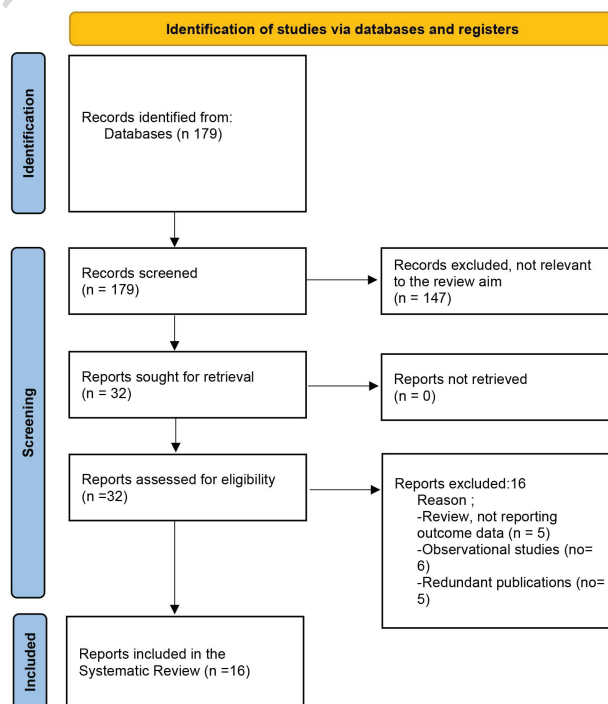 Identification of studies via databases and registers
Identification
Records identified from:
Databases (n 179)
Screening
Records screened
(n = 179)
Records excluded, not relevant
to the review aim
(n = 147)
Reports sought for retrieval
(n = 32)
Reports not retrieved
(n = 0)
Reports assessed for eligibility
(n =32)
Reports excluded:16
Reason ;
-Review, not reporting
outcome data (n = 5)
-Observational studies (no=
6)
-Redundant publications (no=
5)
Included
Reports included in the
Systematic Review (n =16)